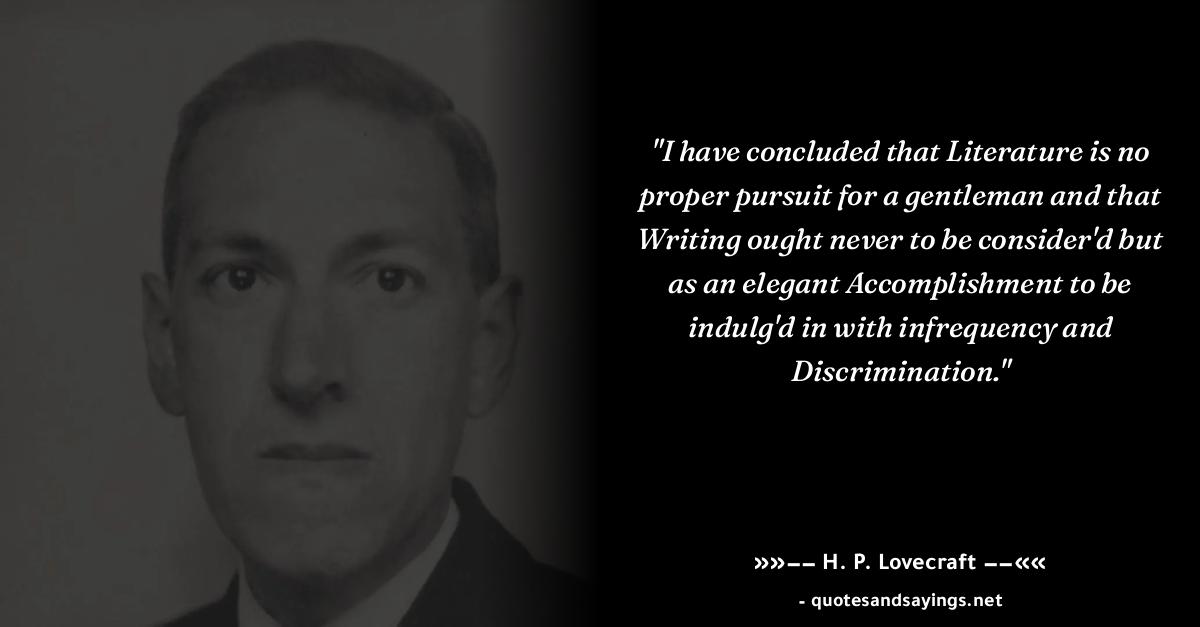 "I have concluded that Literature is no
proper pursuit for a gentleman and that
Writing ought never to be consider'd but
as an elegant Accomplishment to be
indulg'd in with infrequency and
Discrimination."
»»–– H. P. Lovecraft ––««
- quotesandsayings.net